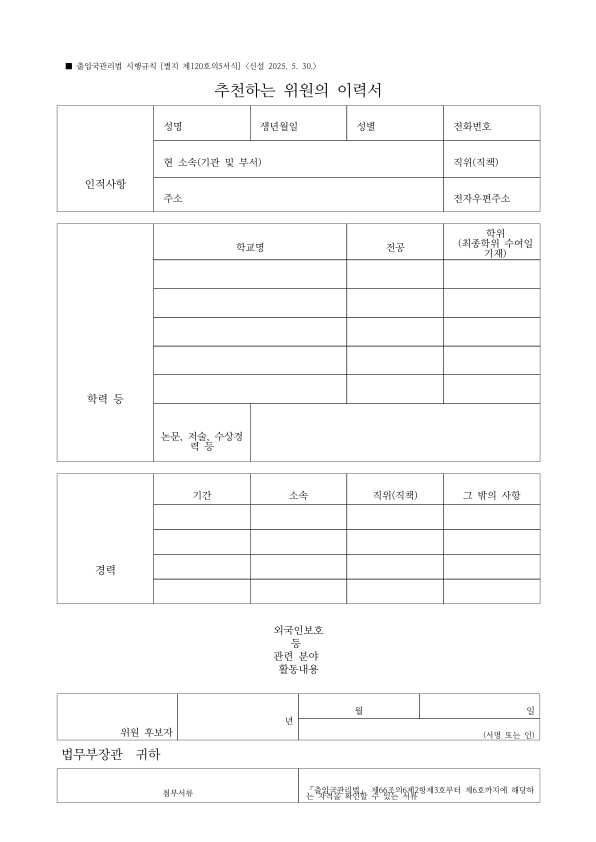 ■ 출입국관리법 시행규칙 [별지 제120호의5서식] <신설 2025. 5. 30.>
추천하는 위원의 이력서
인적사항
성명 생년월일 성별 전화번호
현 소속(기관 및 부서) 직위(직책)
주소 전자우편주소
학력 등
학교명 전공 학위
(최종학위 수여일
기재)
논문, 저술, 수상경
력 등
경력
기간 소속 직위(직책) 그 밖의 사항
외국인보호
등
관련 분야
활동내용
년 월 일
위원 후보자 (서명 또는 인)
법무부장관 귀하
첨부서류
「출입국관리법」 제66조의6제2항제3호부터 제6호까지에 해당하
는 자격을 확인할 수 있는 서류